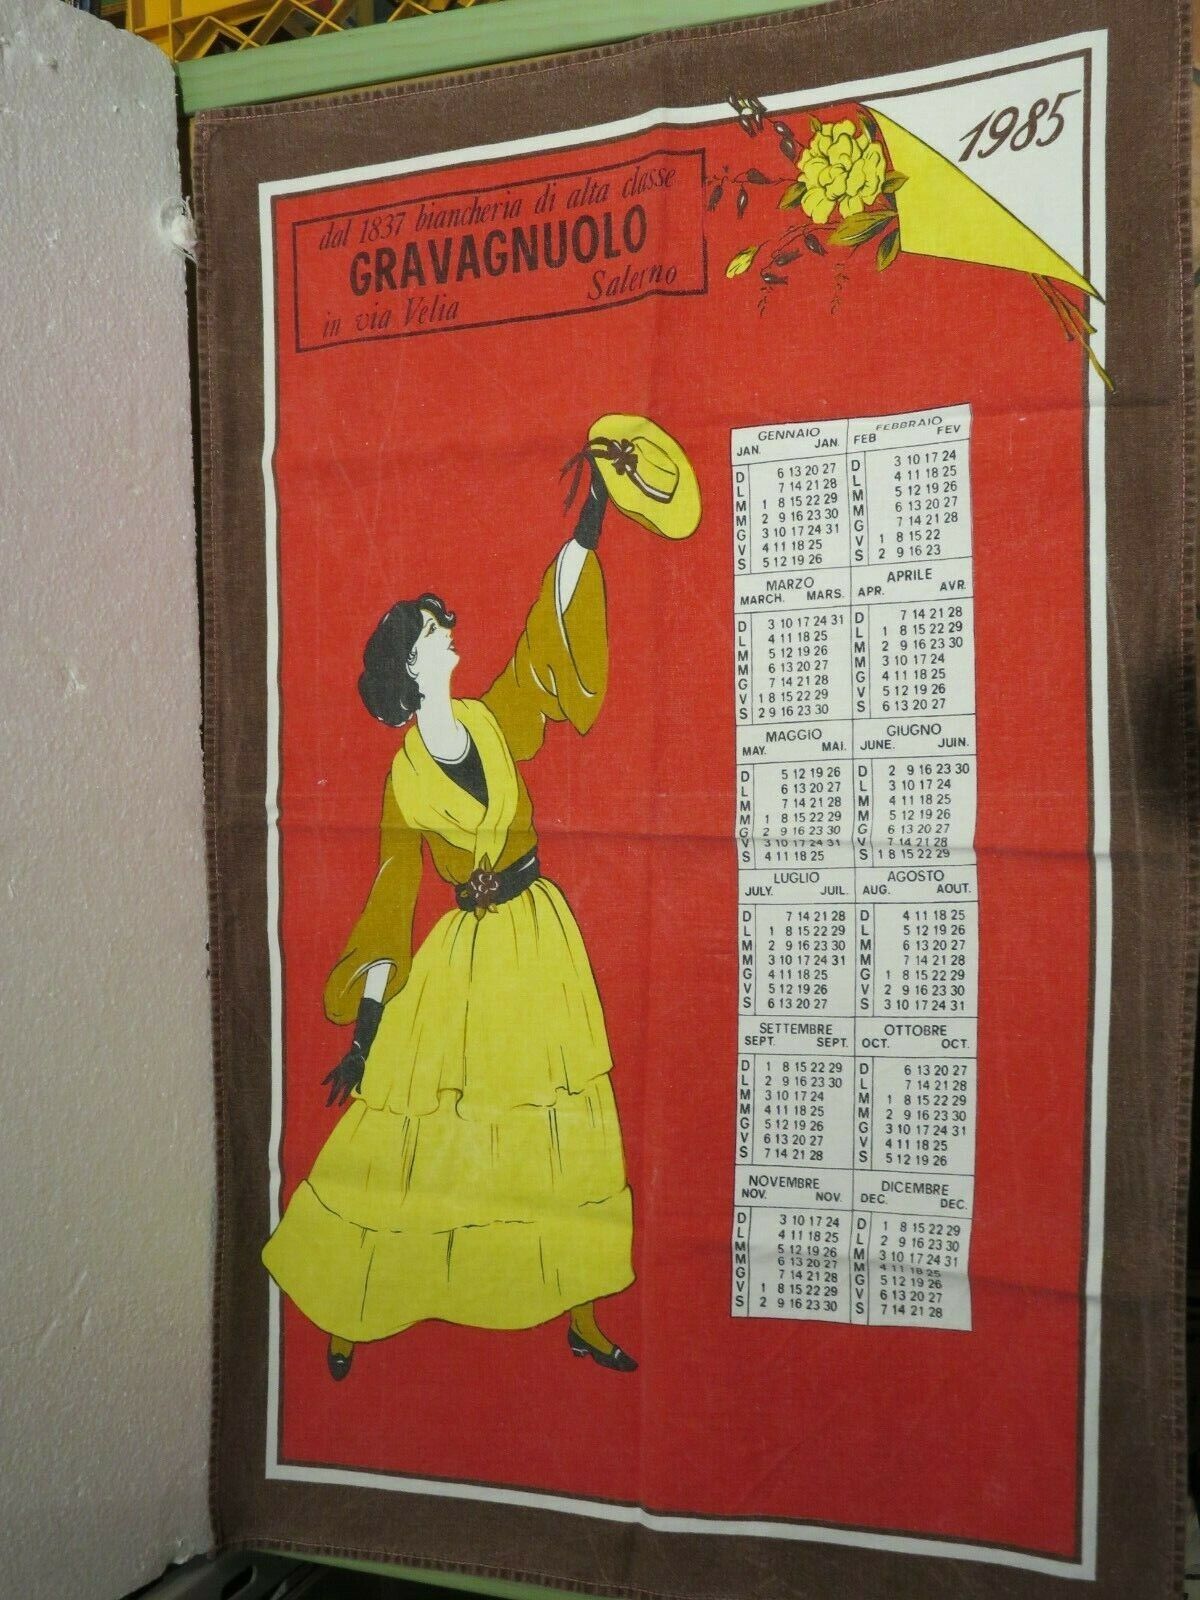 1985
dal 1837 biancheria di alta classe
GRAVAGNUOLO
in via Velia Salerno
GENNAIO
JAN. JAN.
D 6 13 20 27
L 7 14 21 28
M 1 8 15 22 29
M 2 9 16 23 30
G 3 10 17 24 31
V 4 11 18 25
S 5 12 19 26
FEBBRAIO
FEB FEV
D 3 10 17 24
L 4 11 18 25
M 5 12 19 26
M 6 13 20 27
G 7 14 21 28
V 1 8 15 22
S 2 9 16 23
MARZO
MARCH. MARS.
D 3 10 17 24 31
L 4 11 18 25
M 5 12 19 26
M 6 13 20 27
G 7 14 21 28
V 1 8 15 22 29
S 2 9 16 23 30
APRILE
APR. AVR.
D 7 14 21 28
L 1 8 15 22 29
M 2 9 16 23 30
M 3 10 17 24
G 4 11 18 25
V 5 12 19 26
S 6 13 20 27
MAGGIO
MAY. MAI.
D 5 12 19 26
L 6 13 20 27
M 7 14 21 28
M 1 8 15 22 29
G 2 9 16 23 30
V 3 10 17 24 31
S 4 11 18 25
GIUGNO
JUNE. JUIN.
D 2 9 16 23 30
L 3 10 17 24
M 4 11 18 25
M 5 12 19 26
G 6 13 20 27
V 7 14 21 28
S 1 8 15 22 29
LUGLIO
JULY. JUIL.
D 7 14 21 28
L 1 8 15 22 29
M 2 9 16 23 30
M 3 10 17 24 31
G 4 11 18 25
V 5 12 19 26
S 6 13 20 27
AGOSTO
AUG. AOUT.
D 4 11 18 25
L 5 12 19 26
M 6 13 20 27
M 7 14 21 28
G 1 8 15 22 29
V 2 9 16 23 30
S 3 10 17 24 31
SETTEMBRE
SEPT. SEPT.
D 1 8 15 22 29
L 2 9 16 23 30
M 3 10 17 24
M 4 11 18 25
G 5 12 19 26
V 6 13 20 27
S 7 14 21 28
OTTOBRE
OCT. OCT.
D 6 13 20 27
L 7 14 21 28
M 1 8 15 22 29
M 2 9 16 23 30
G 3 10 17 24 31
V 4 11 18 25
S 5 12 19 26
NOVEMBRE
NOV. NOV.
D 3 10 17 24
L 4 11 18 25
M 5 12 19 26
M 6 13 20 27
G 7 14 21 28
V 1 8 15 22 29
S 2 9 16 23 30
DICEMBRE
DEC. DEC.
D 1 8 15 22 29
L 2 9 16 23 30
M 3 10 17 24 31
M 4 11 18 25
G 5 12 19 26
V 6 13 20 27
S 7 14 21 28